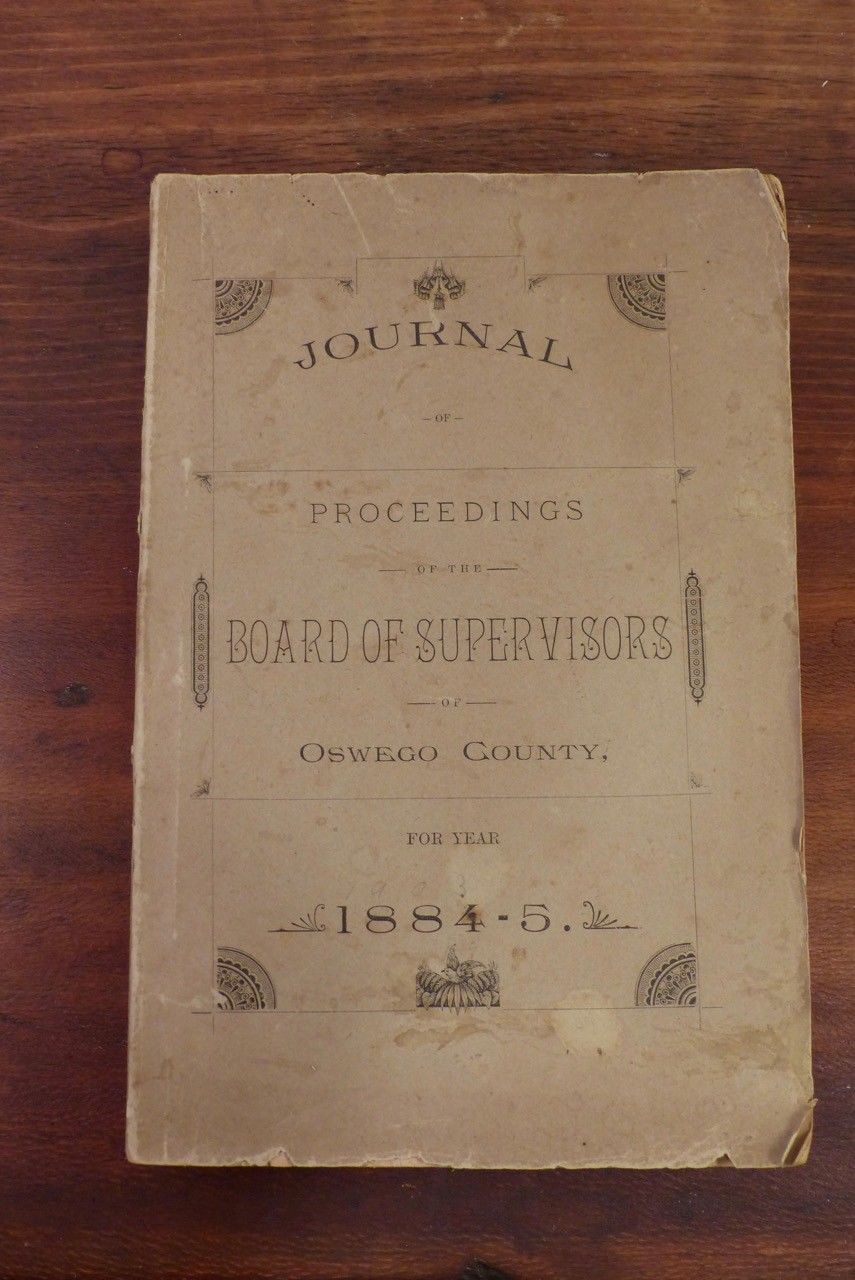 JOURNAL
– OF –
PROCEEDINGS
—— OF THE ——
BOARD OF SUPERVISORS
—— OF ——
OSWEGO COUNTY,
FOR YEAR
1884-5.